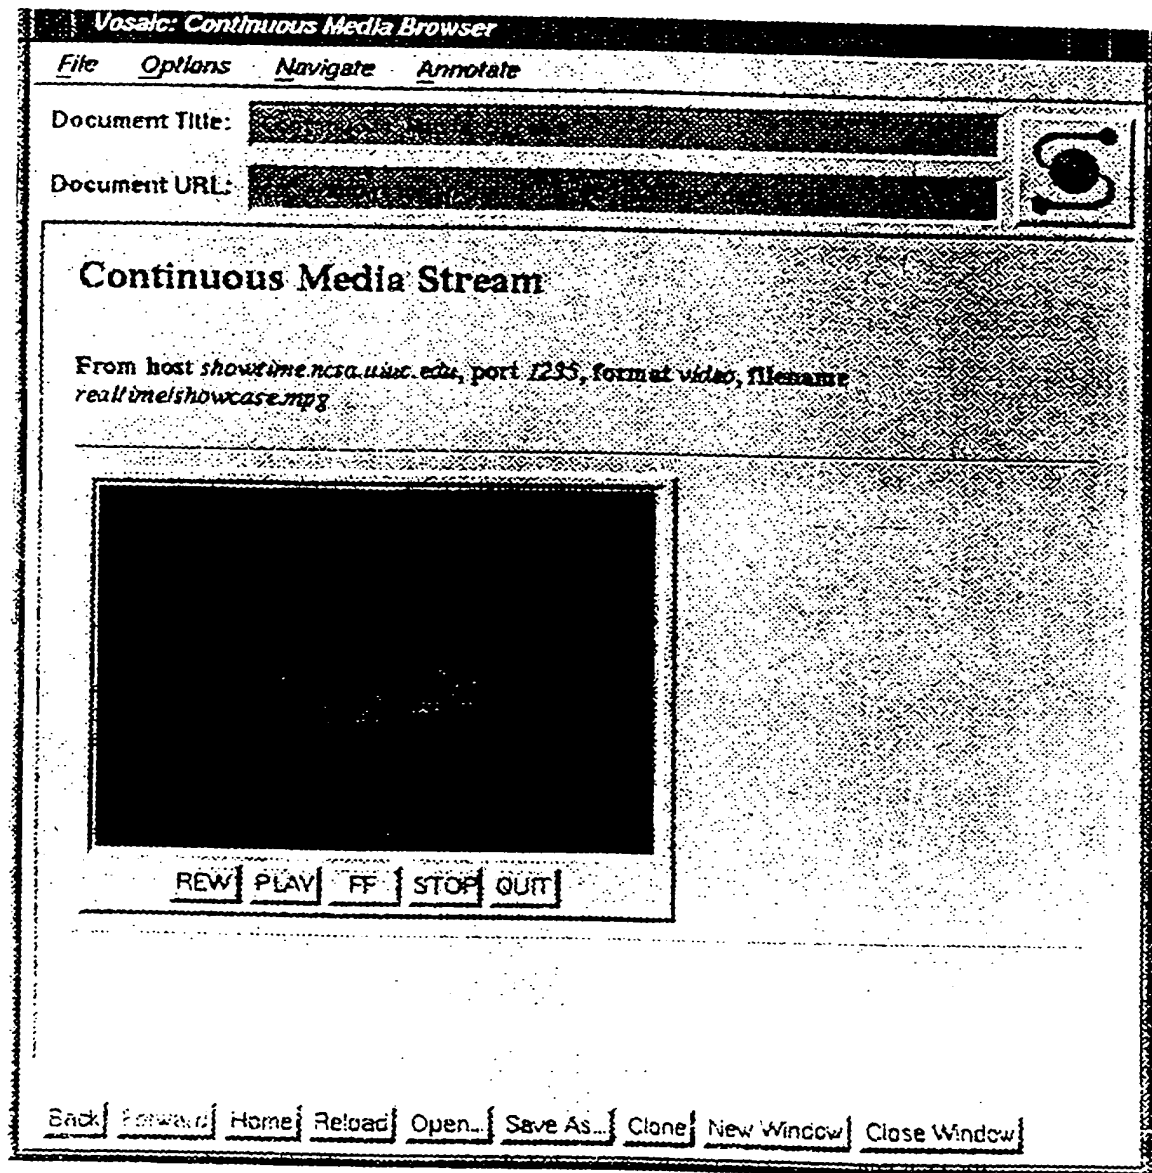 Vosaic: Continuous Media Browser
File Options Navigate Annotate
Document Title:
Document URL:
Continuous Media Stream
From host showtime.ncsa.uiuc.edu, port 1235, format video, filename
realtime/showcase.mpg
REW PLAY FF STOP QUIT
Back Forward Home Reload Open... Save As... Clone New Window Close Window